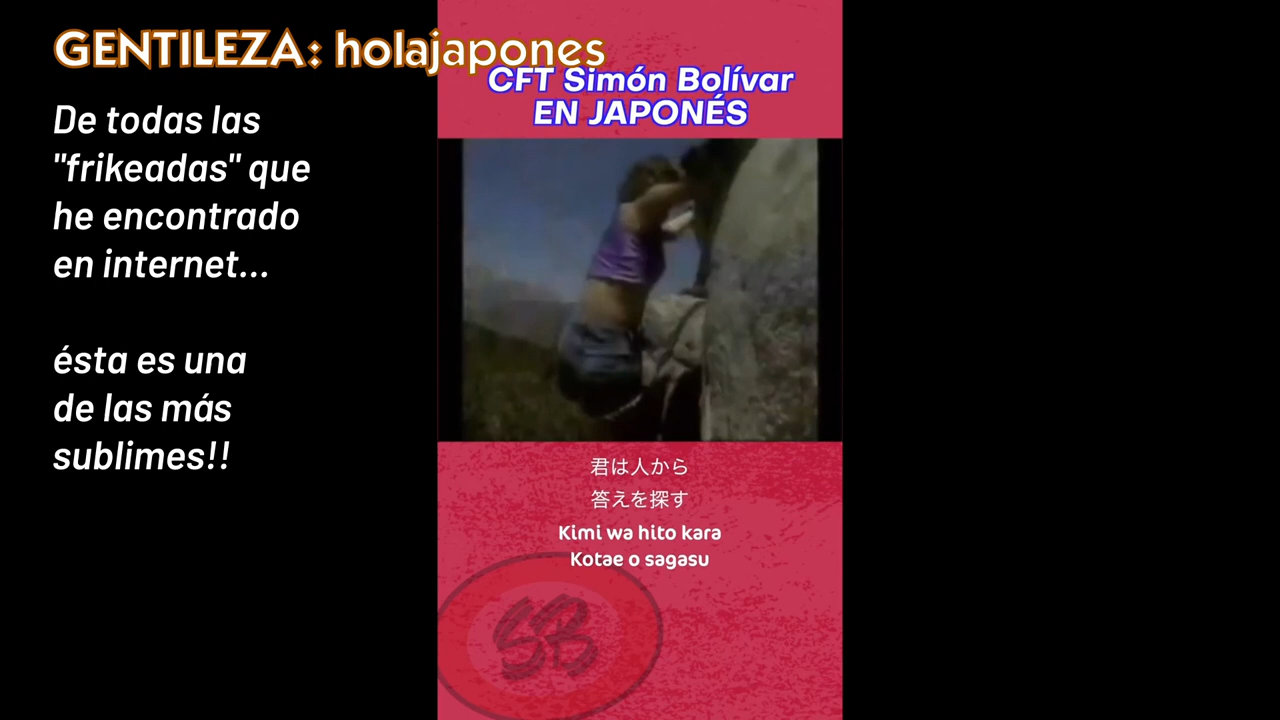 GENTILEZA: holajapones
CFT Simón Bolívar
EN JAPONÉS
De todas las
"frikeadas" que
he encontrado
en internet...
ésta es una
de las más
sublimes!!
君は人から
答えを探す
Kimi wa hito kara
Kotae o sagasu
SB